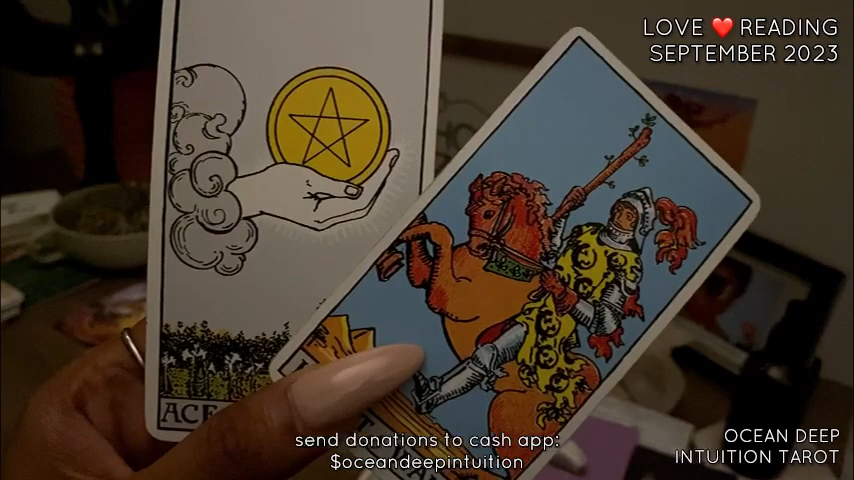 LOVE ❤️ READING
SEPTEMBER 2023
ACE
send donations to cash app:
$oceandeepintuition
OCEAN DEEP
INTUITION TAROT